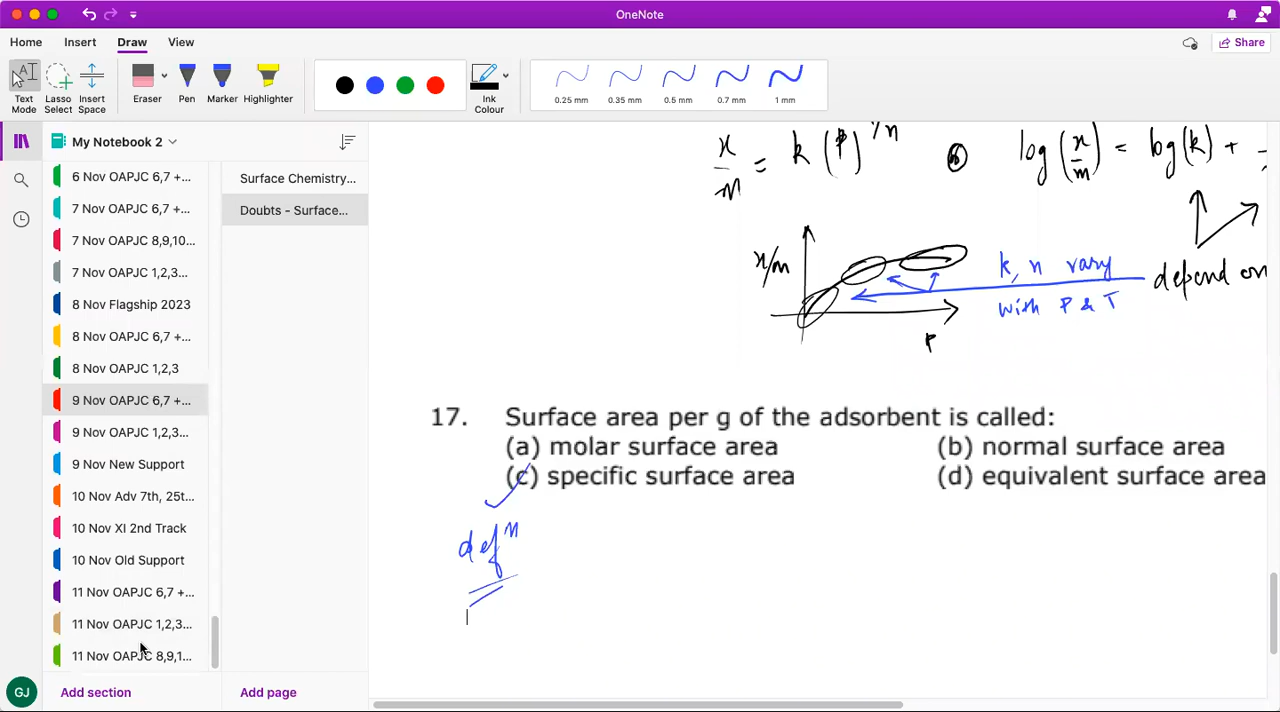 OneNote
Home Insert Draw View
Share
Text Mode
Lasso Select
Insert Space
Eraser
Pen
Marker
Highlighter
Ink Colour
0.25 mm 0.35 mm 0.5 mm 0.7 mm 1 mm
My Notebook 2
6 Nov OAPJC 6,7 +...
7 Nov OAPJC 6,7 +...
7 Nov OAPJC 8,9,10...
7 Nov OAPJC 1,2,3...
8 Nov Flagship 2023
8 Nov OAPJC 6,7 +...
8 Nov OAPJC 1,2,3
9 Nov OAPJC 6,7 +...
9 Nov OAPJC 1,2,3...
9 Nov New Support
10 Nov Adv 7th, 25t...
10 Nov XI 2nd Track
10 Nov Old Support
11 Nov OAPJC 6,7 +...
11 Nov OAPJC 1,2,3...
11 Nov OAPJC 8,9,1...
GJ
Add section
Surface Chemistry...
Doubts - Surface...
Add page
x/m = k (P)^1/n
log (x/m) = log(k) +
x/m
P
k, n vary
with P & T
depend on
17. Surface area per g of the adsorbent is called:
(a) molar surface area (b) normal surface area
(c) specific surface area (d) equivalent surface area
defn